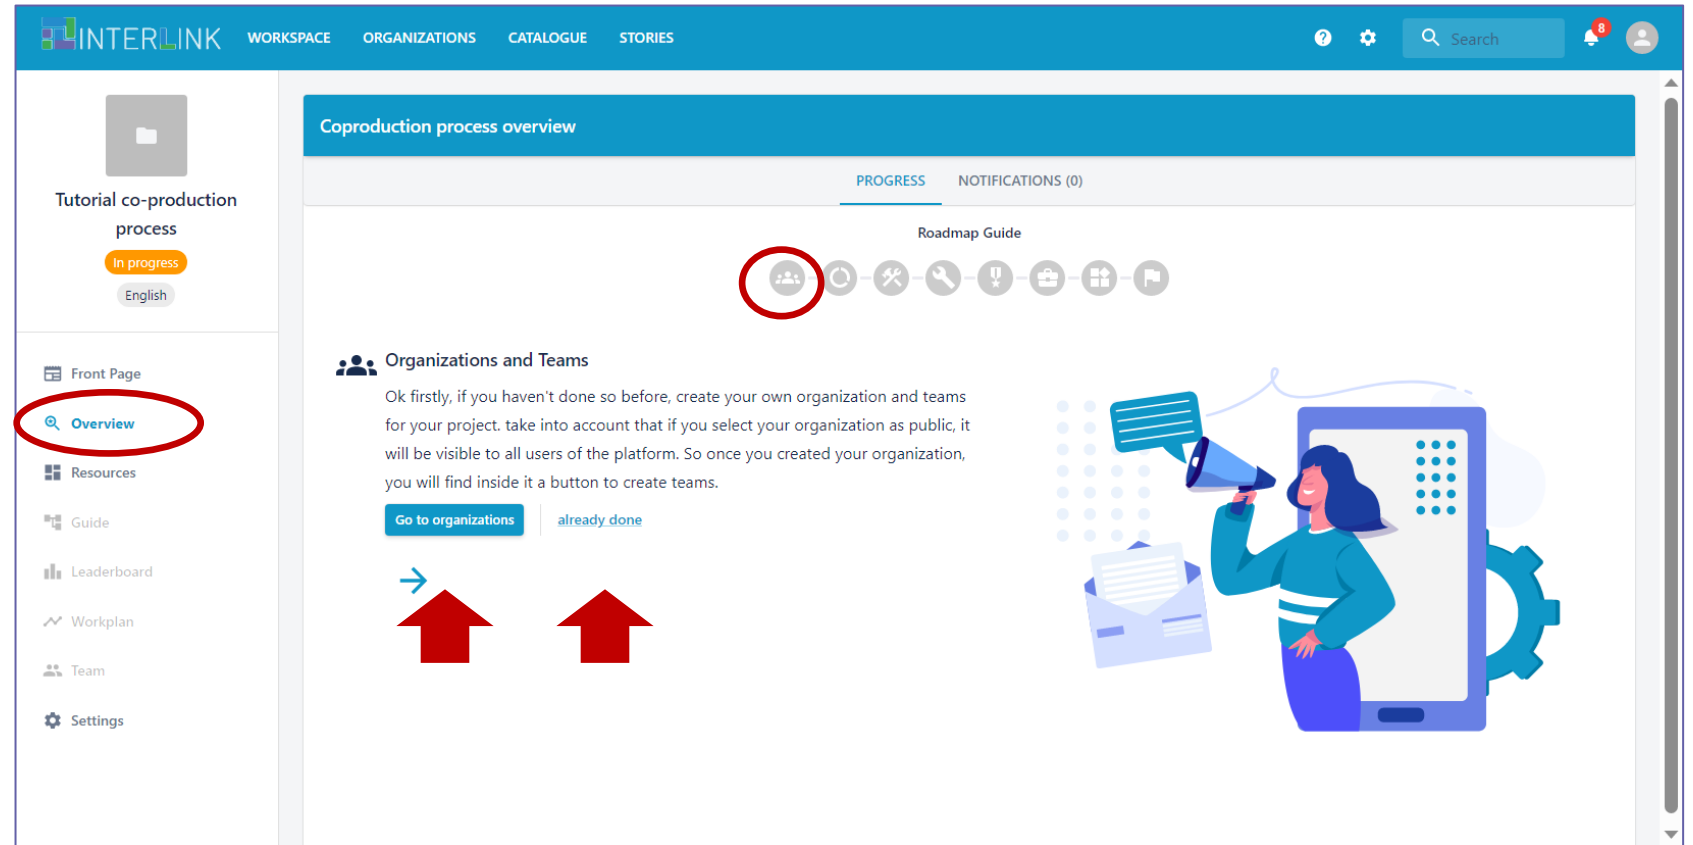 INTERLINK WORKSPACE ORGANIZATIONS CATALOGUE STORIES Search 8
Tutorial co-production
process
In progress
English
Front Page
Overview
Resources
Guide
Leaderboard
Workplan
Team
Settings
Coproduction process overview
PROGRESS NOTIFICATIONS (0)
Roadmap Guide
Organizations and Teams
Ok firstly, if you haven't done so before, create your own organization and teams
for your project. take into account that if you select your organization as public, it
will be visible to all users of the platform. So once you created your organization,
you will find inside it a button to create teams.
Go to organizations already done